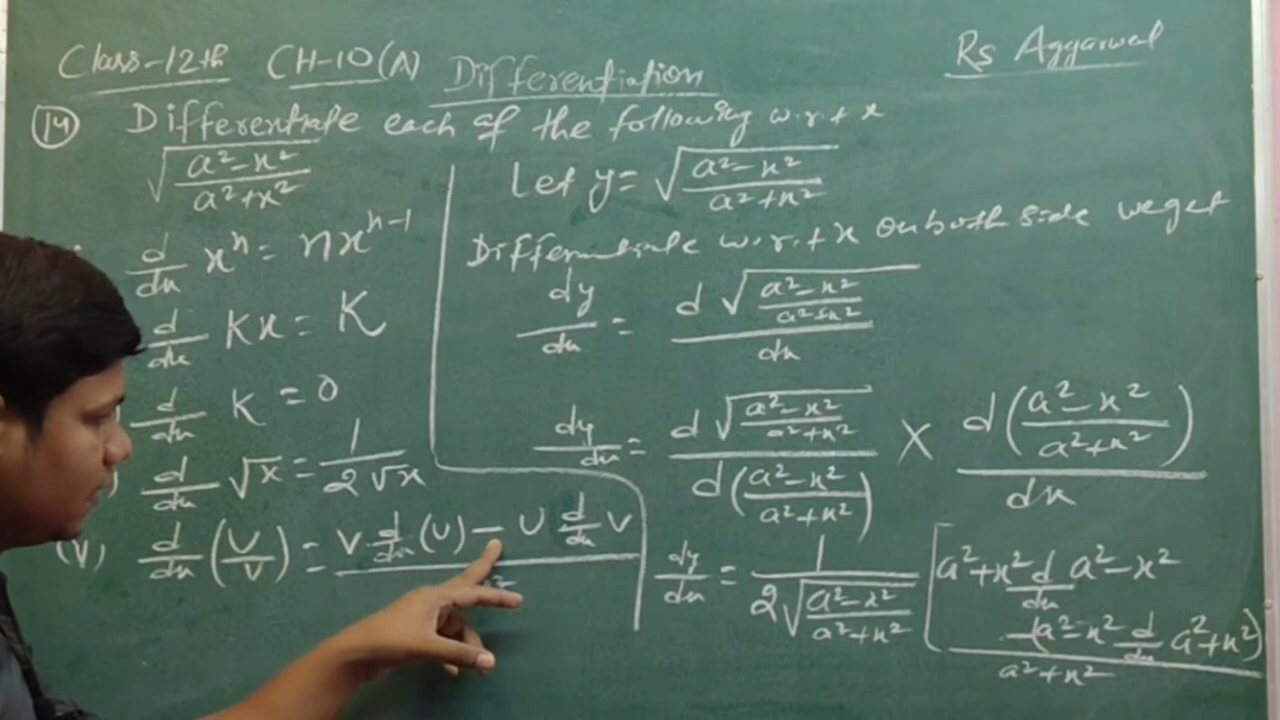 Class-12th CH-10(A) Differentiation
Rs Aggarwal
(14) Differentiate each of the following w.r.t x
√((a²-x²)/(a²+x²))
d/dx xⁿ = nxⁿ⁻¹
d/dx Kx = K
d/dx K = 0
d/dx √x = 1/(2√x)
(V) d/dx (U/V) = (V d/dx (U) - U d/dx V)/ ²
Let y = √((a²-x²)/(a²+x²))
Differentiate w.r.t x on both side we get
dy/dx = d√((a²-x²)/(a²+x²))/dx
dy/dx = d√((a²-x²)/(a²+x²))/d((a²-x²)/(a²+x²)) × d((a²-x²)/(a²+x²))/dx
dy/dx = 1/(2√((a²-x²)/(a²+x²))) [a²+x² d/dx a²-x²
-(a²-x² d/dx a²+x²)
a²+x²